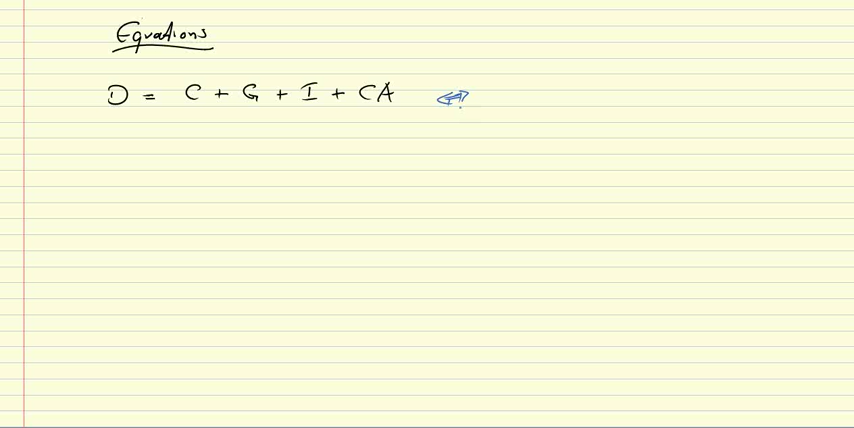 Equations
D = C + G + I + CA ⇔